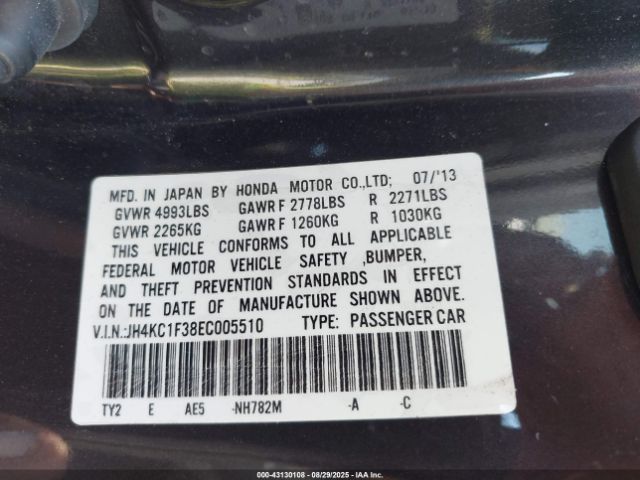 MFD. IN JAPAN BY HONDA MOTOR CO.,LTD; 07/'13
GVWR 4993LBS GAWR F 2778LBS R 2271LBS
GVWR 2265KG GAWR F 1260KG R 1030KG
THIS VEHICLE CONFORMS TO ALL APPLICABLE
FEDERAL MOTOR VEHICLE SAFETY ,BUMPER,
AND THEFT PREVENTION STANDARDS IN EFFECT
ON THE DATE OF MANUFACTURE SHOWN ABOVE.
V.I.N.:JH4KC1F38EC005510 TYPE: PASSENGER CAR
TY2 E AE5 -NH782M -A -C
000-43130108 - 08/29/2025 - IAA Inc.